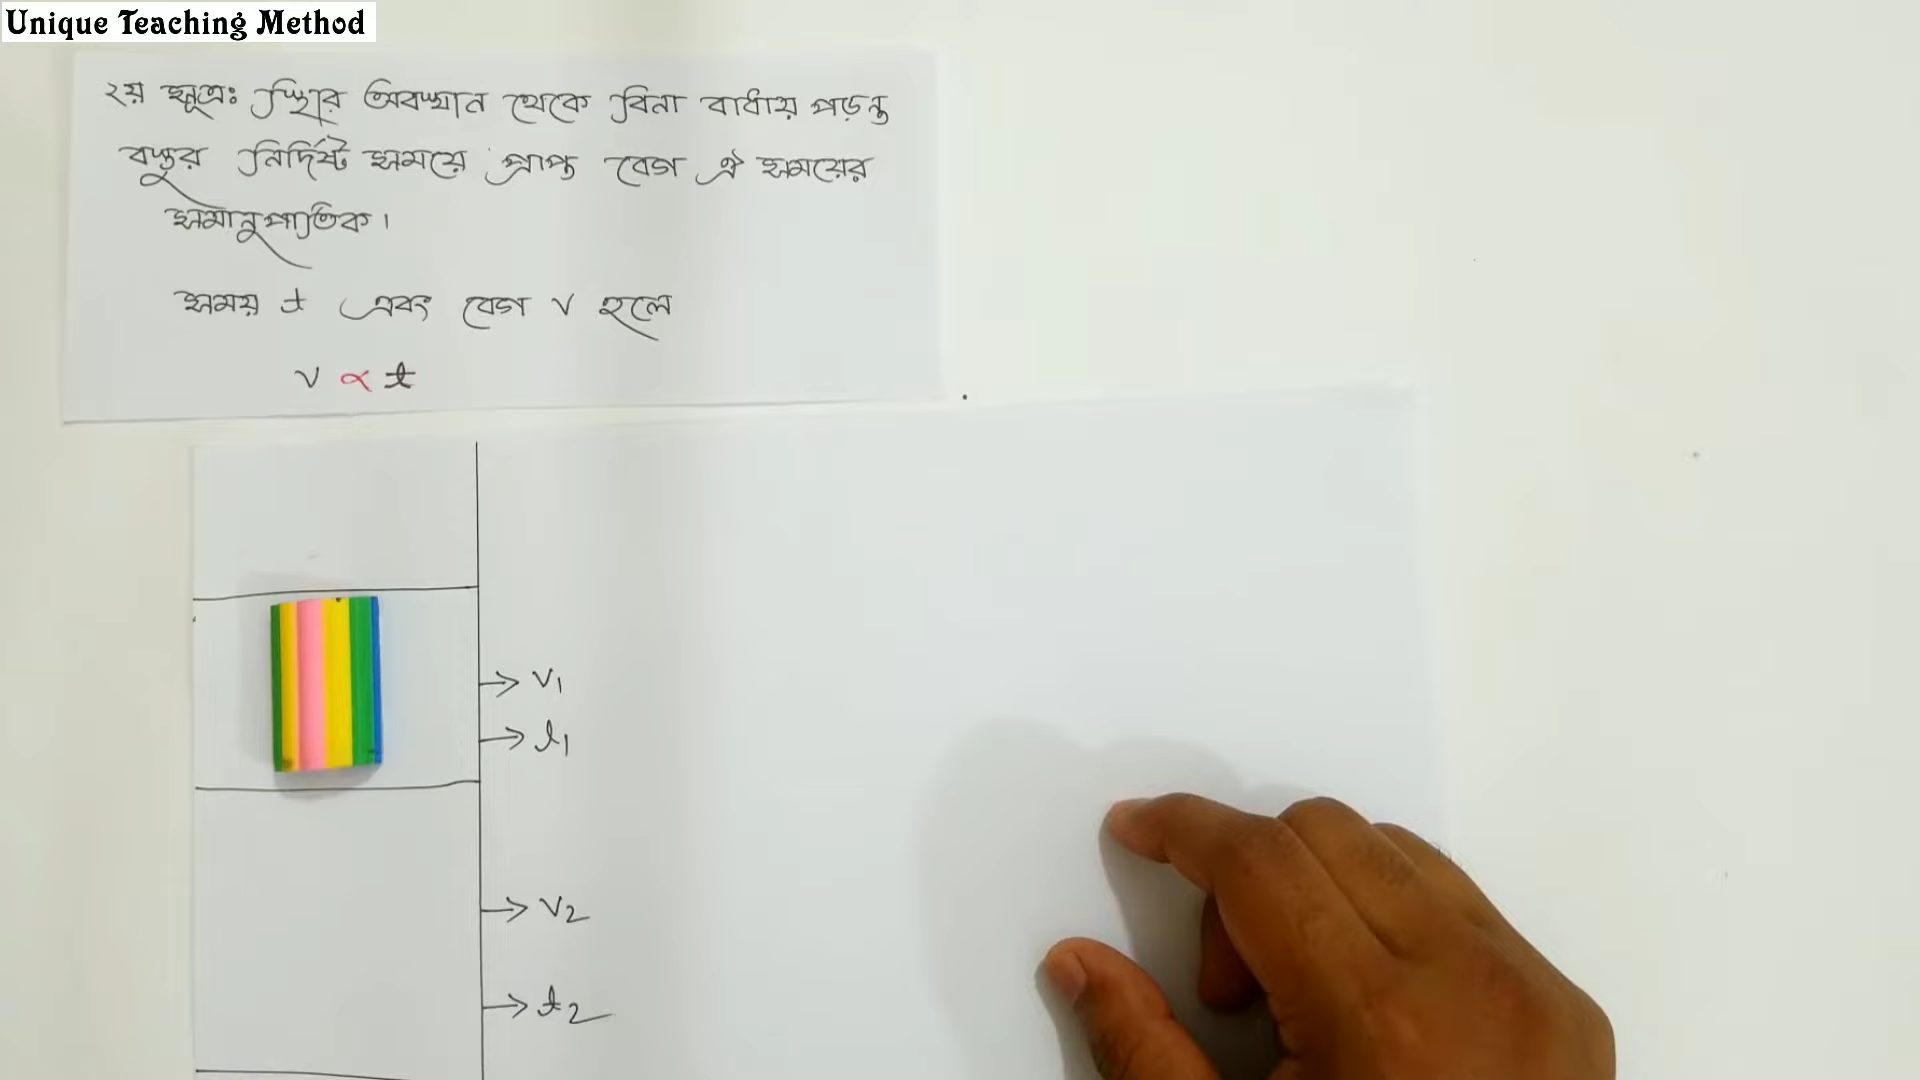 Unique Teaching Method
২য় সূত্রঃ স্থির অবস্থান থেকে বিনা বাধায় পড়ন্ত
বস্তুর নির্দিষ্ট সময়ে প্রাপ্ত বেগ ঐ সময়ের
সমানুপাতিক।
সময় t এবং বেগ v হলে
v ∝ t
→ v1
→ t1
→ v2
→ t2